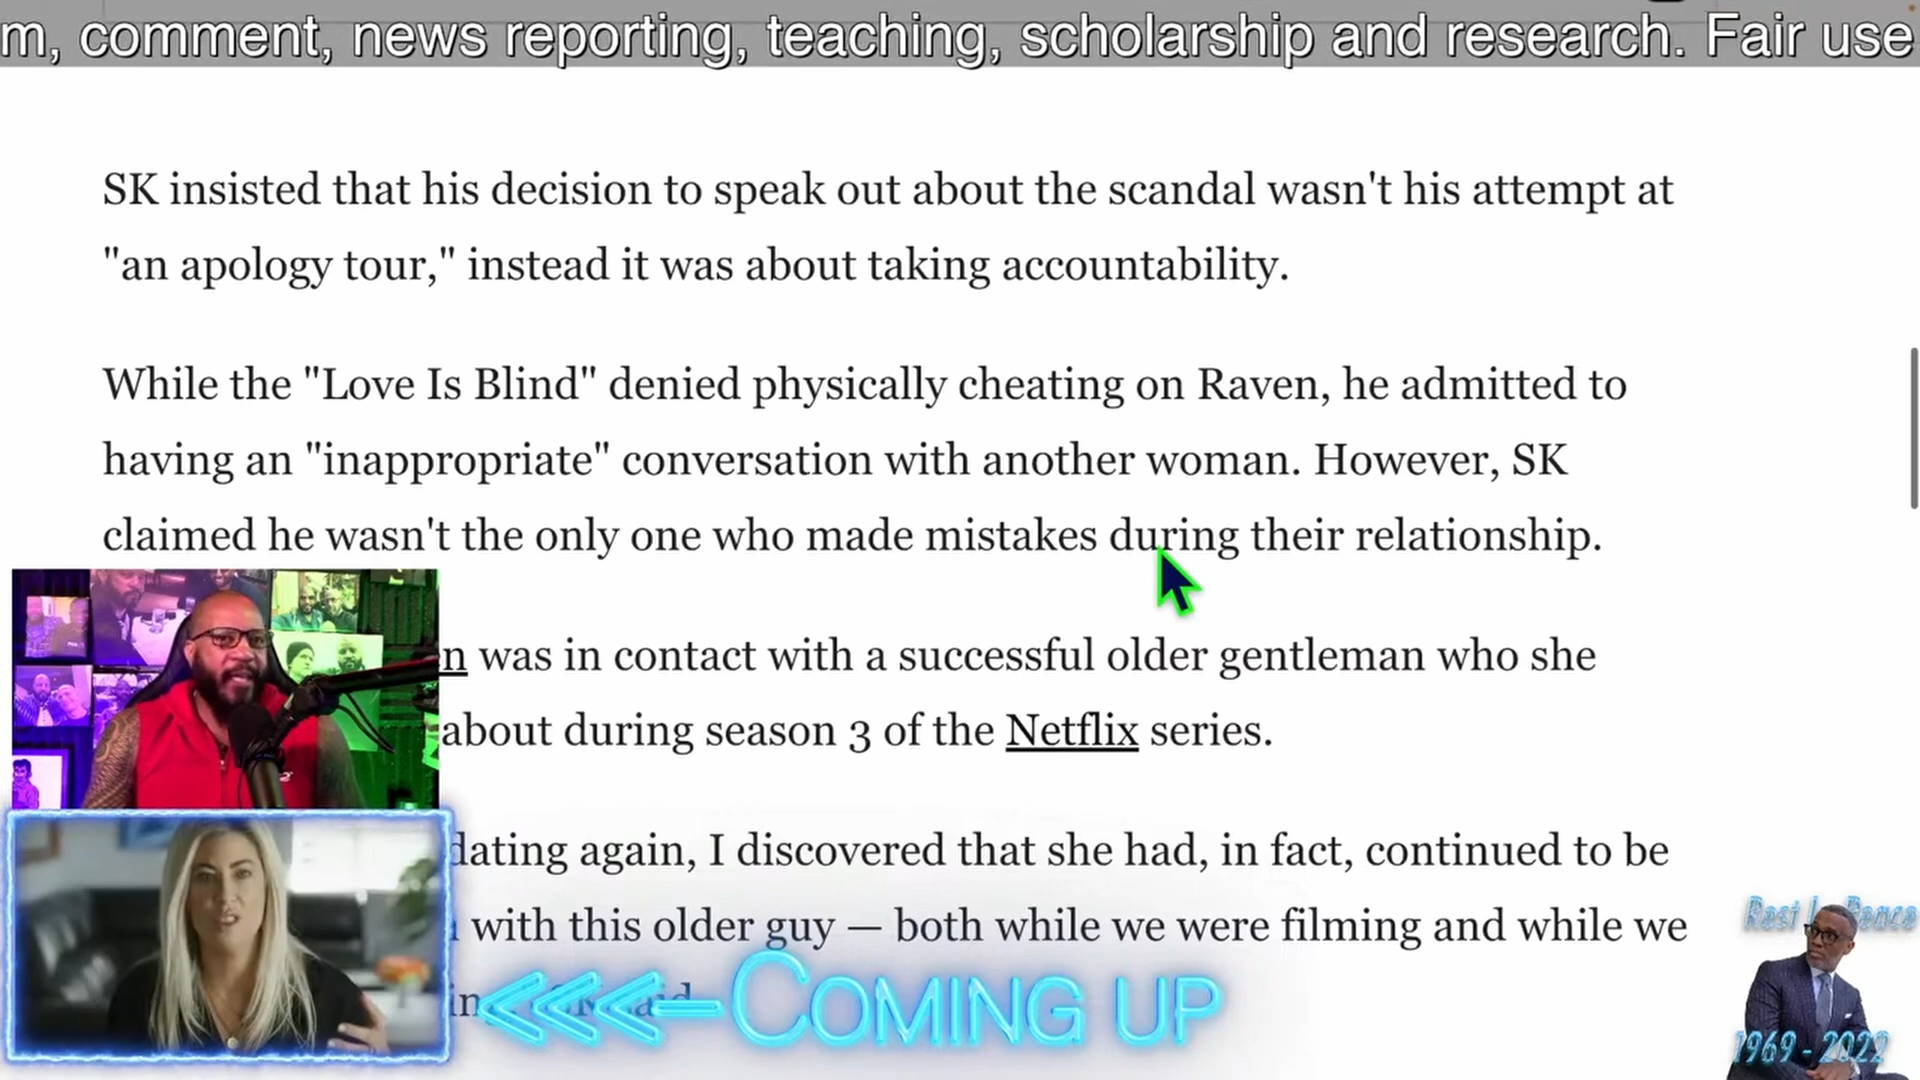 m, comment, news reporting, teaching, scholarship and research. Fair use
SK insisted that his decision to speak out about the scandal wasn't his attempt at
"an apology tour," instead it was about taking accountability.
While the "Love Is Blind" denied physically cheating on Raven, he admitted to
having an "inappropriate" conversation with another woman. However, SK
claimed he wasn't the only one who made mistakes during their relationship.
n was in contact with a successful older gentleman who she
about during season 3 of the Netflix series.
dating again, I discovered that she had, in fact, continued to be
with this older guy — both while we were filming and while we
<<<-COMING UP
Rest In Peace
1969 - 2022